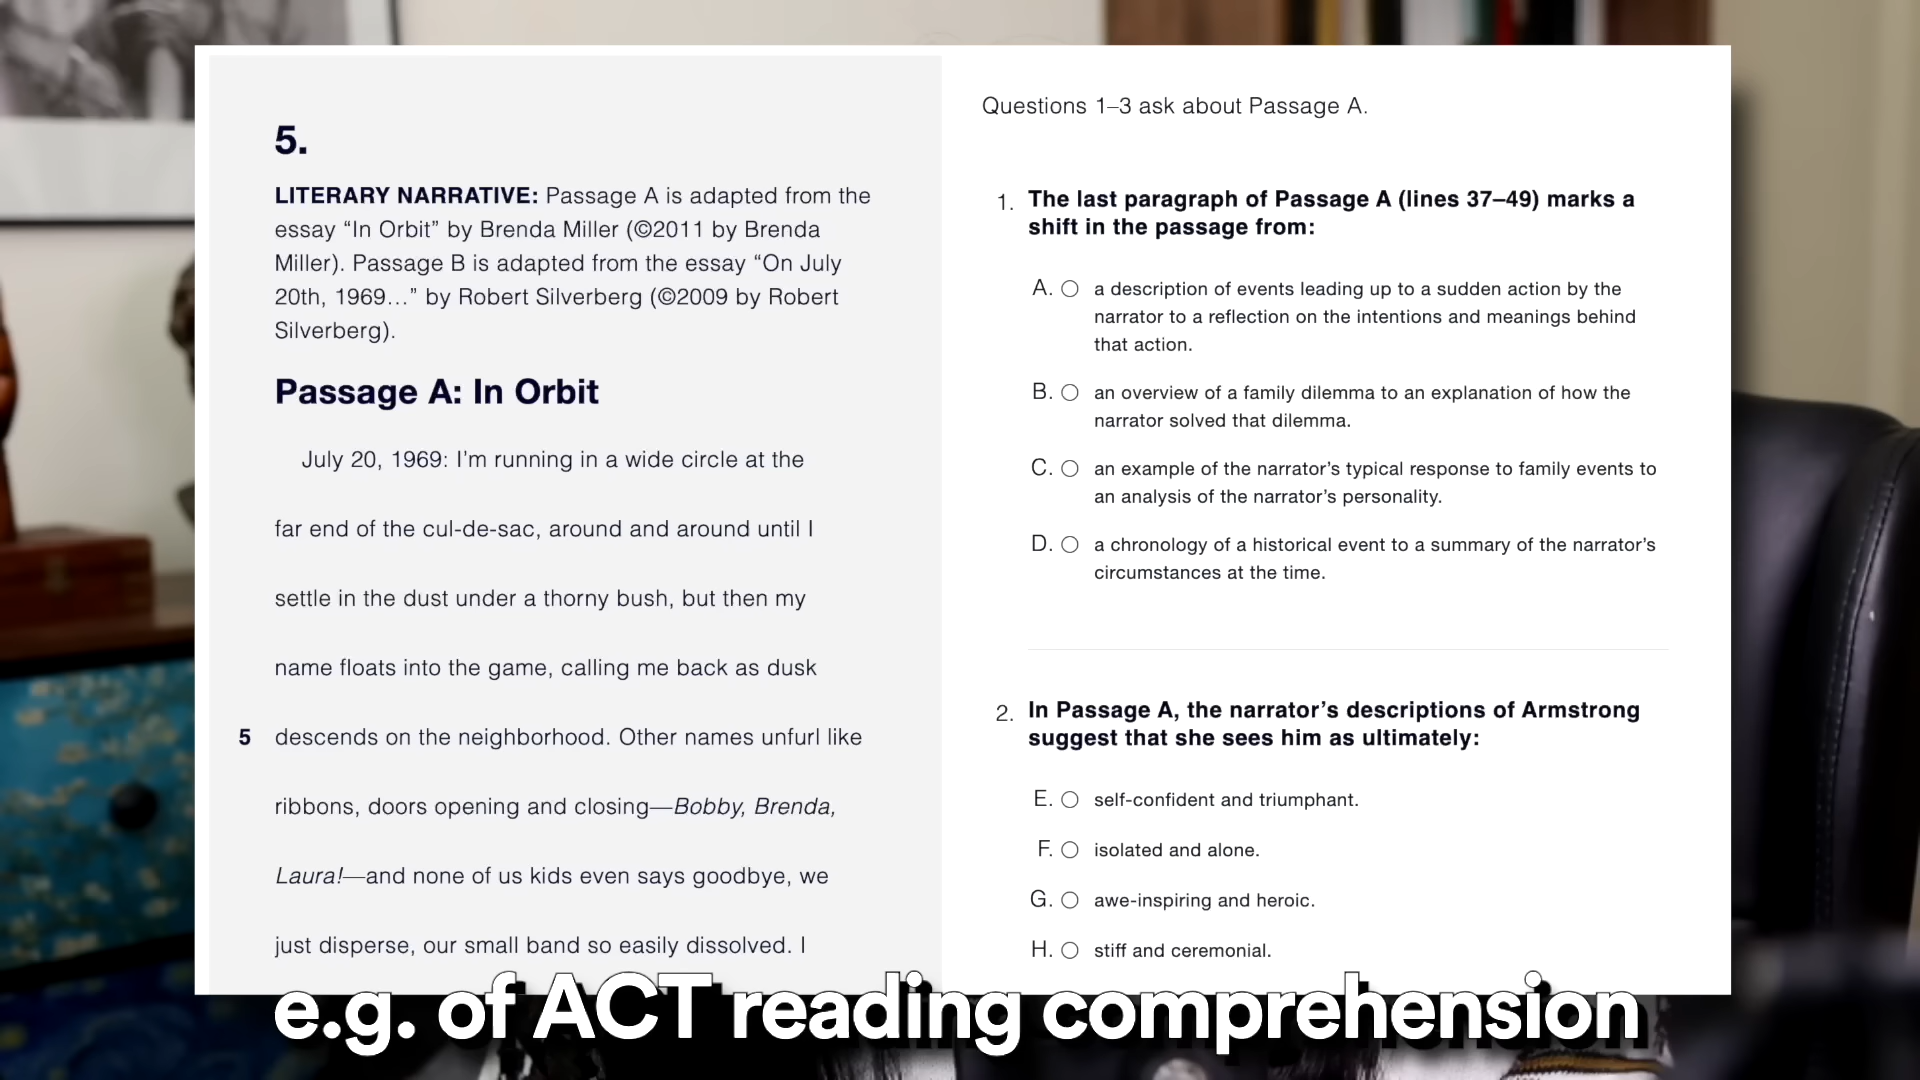 5.
LITERARY NARRATIVE: Passage A is adapted from the
essay “In Orbit” by Brenda Miller (©2011 by Brenda
Miller). Passage B is adapted from the essay “On July
20th, 1969…” by Robert Silverberg (©2009 by Robert
Silverberg).
Passage A: In Orbit
July 20, 1969: I’m running in a wide circle at the
far end of the cul-de-sac, around and around until I
settle in the dust under a thorny bush, but then my
name floats into the game, calling me back as dusk
5 descends on the neighborhood. Other names unfurl like
ribbons, doors opening and closing—Bobby, Brenda,
Laura!—and none of us kids even says goodbye, we
just disperse, our small band so easily dissolved. I
Questions 1–3 ask about Passage A.
1. The last paragraph of Passage A (lines 37–49) marks a
shift in the passage from:
A. a description of events leading up to a sudden action by the
narrator to a reflection on the intentions and meanings behind
that action.
B. an overview of a family dilemma to an explanation of how the
narrator solved that dilemma.
C. an example of the narrator’s typical response to family events to
an analysis of the narrator’s personality.
D. a chronology of a historical event to a summary of the narrator’s
circumstances at the time.
2. In Passage A, the narrator’s descriptions of Armstrong
suggest that she sees him as ultimately:
E. self-confident and triumphant.
F. isolated and alone.
G. awe-inspiring and heroic.
H. stiff and ceremonial.
e.g. of ACT reading comprehension